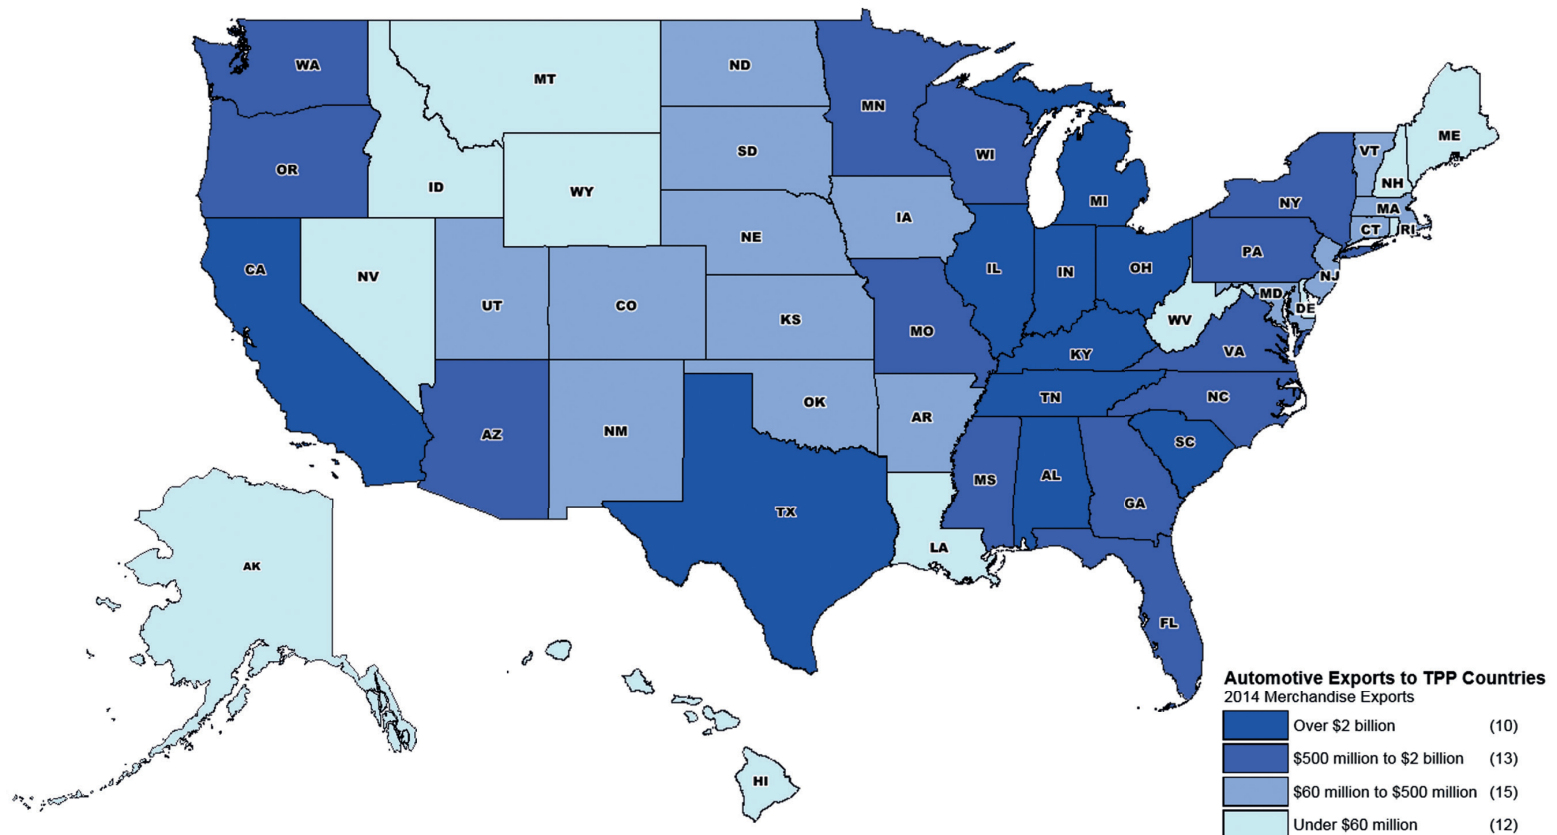 WA
MT
ND
MN
ME
OR
ID
WY
SD
WI
MI
NY
VT
NH
MA
CT
RI
CA
NV
UT
CO
NE
IA
IL
IN
OH
PA
NJ
MD
DE
WV
KS
MO
KY
VA
AZ
NM
OK
AR
TN
NC
SC
TX
LA
MS
AL
GA
FL
AK
HI
Automotive Exports to TPP Countries
2014 Merchandise Exports
Over $2 billion (10)
$500 million to $2 billion (13)
$60 million to $500 million (15)
Under $60 million (12)